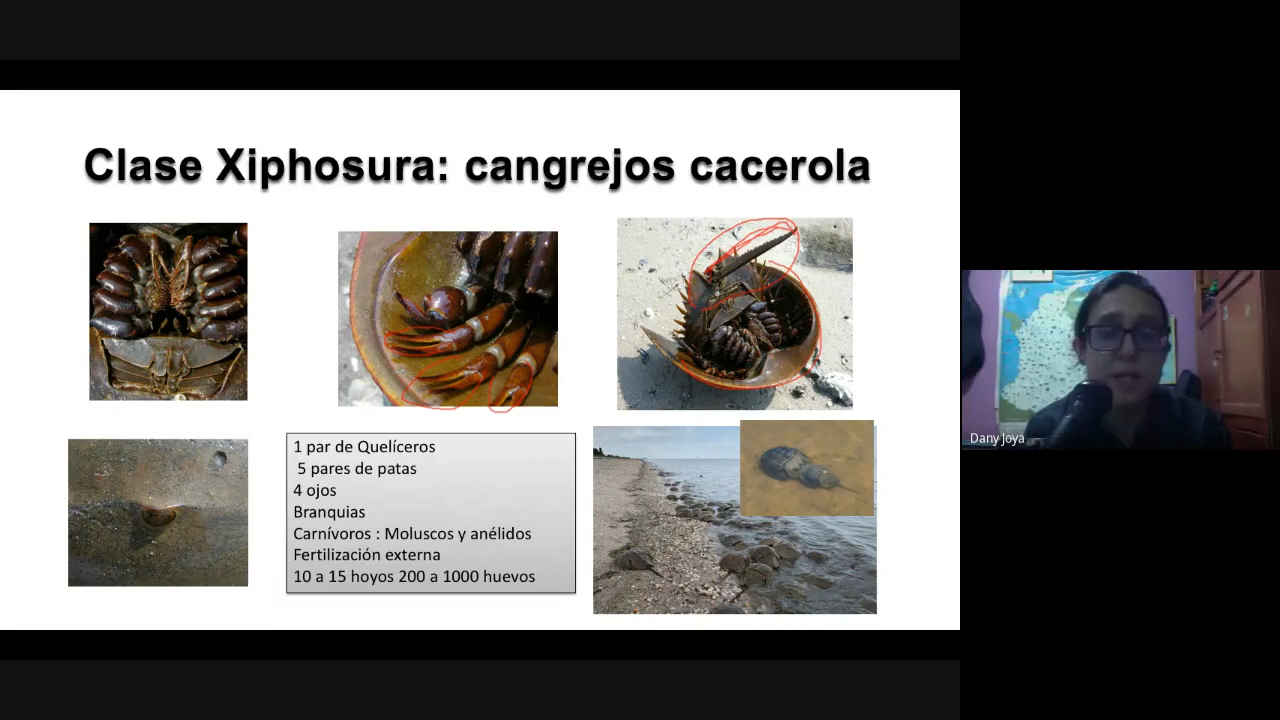 Clase Xiphosura: cangrejos cacerola
1 par de Quelíceros
5 pares de patas
4 ojos
Branquias
Carnívoros : Moluscos y anélidos
Fertilización externa
10 a 15 hoyos 200 a 1000 huevos
Dany Joya